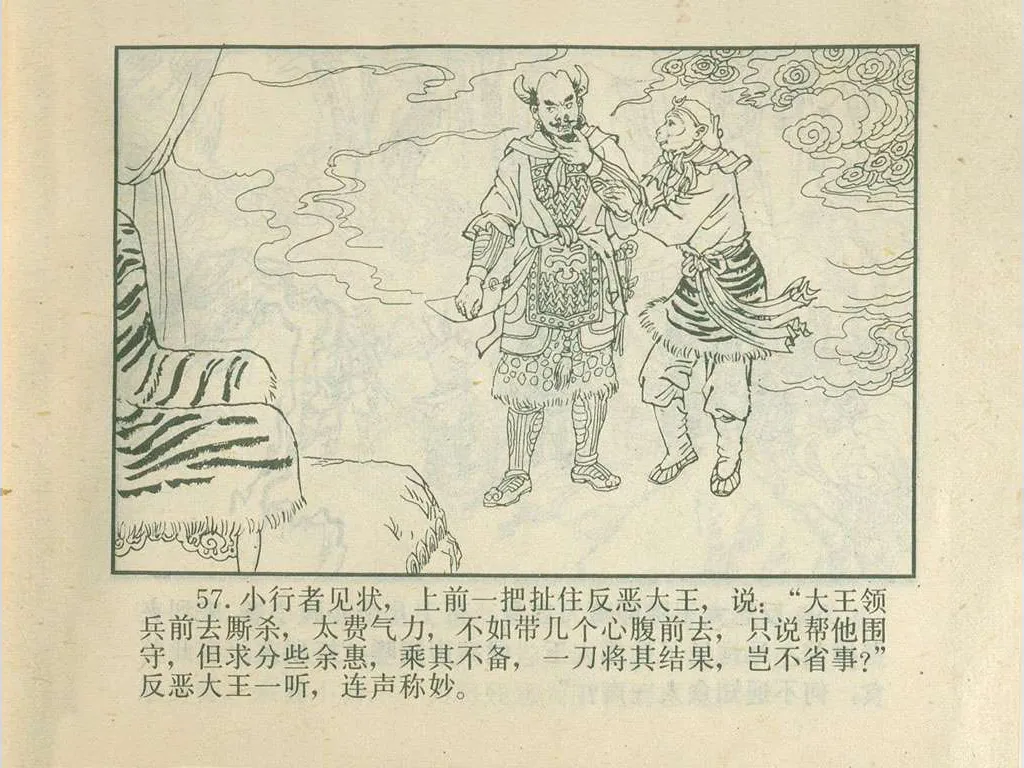 57. 小行者见状，上前一把扯住反恶大王，说：“大王领
兵前去厮杀，太费气力，不如带几个心腹前去，只说帮他围
守，但求分些余惠，乘其不备，一刀将其结果，岂不省事?”
反恶大王一听，连声称妙。